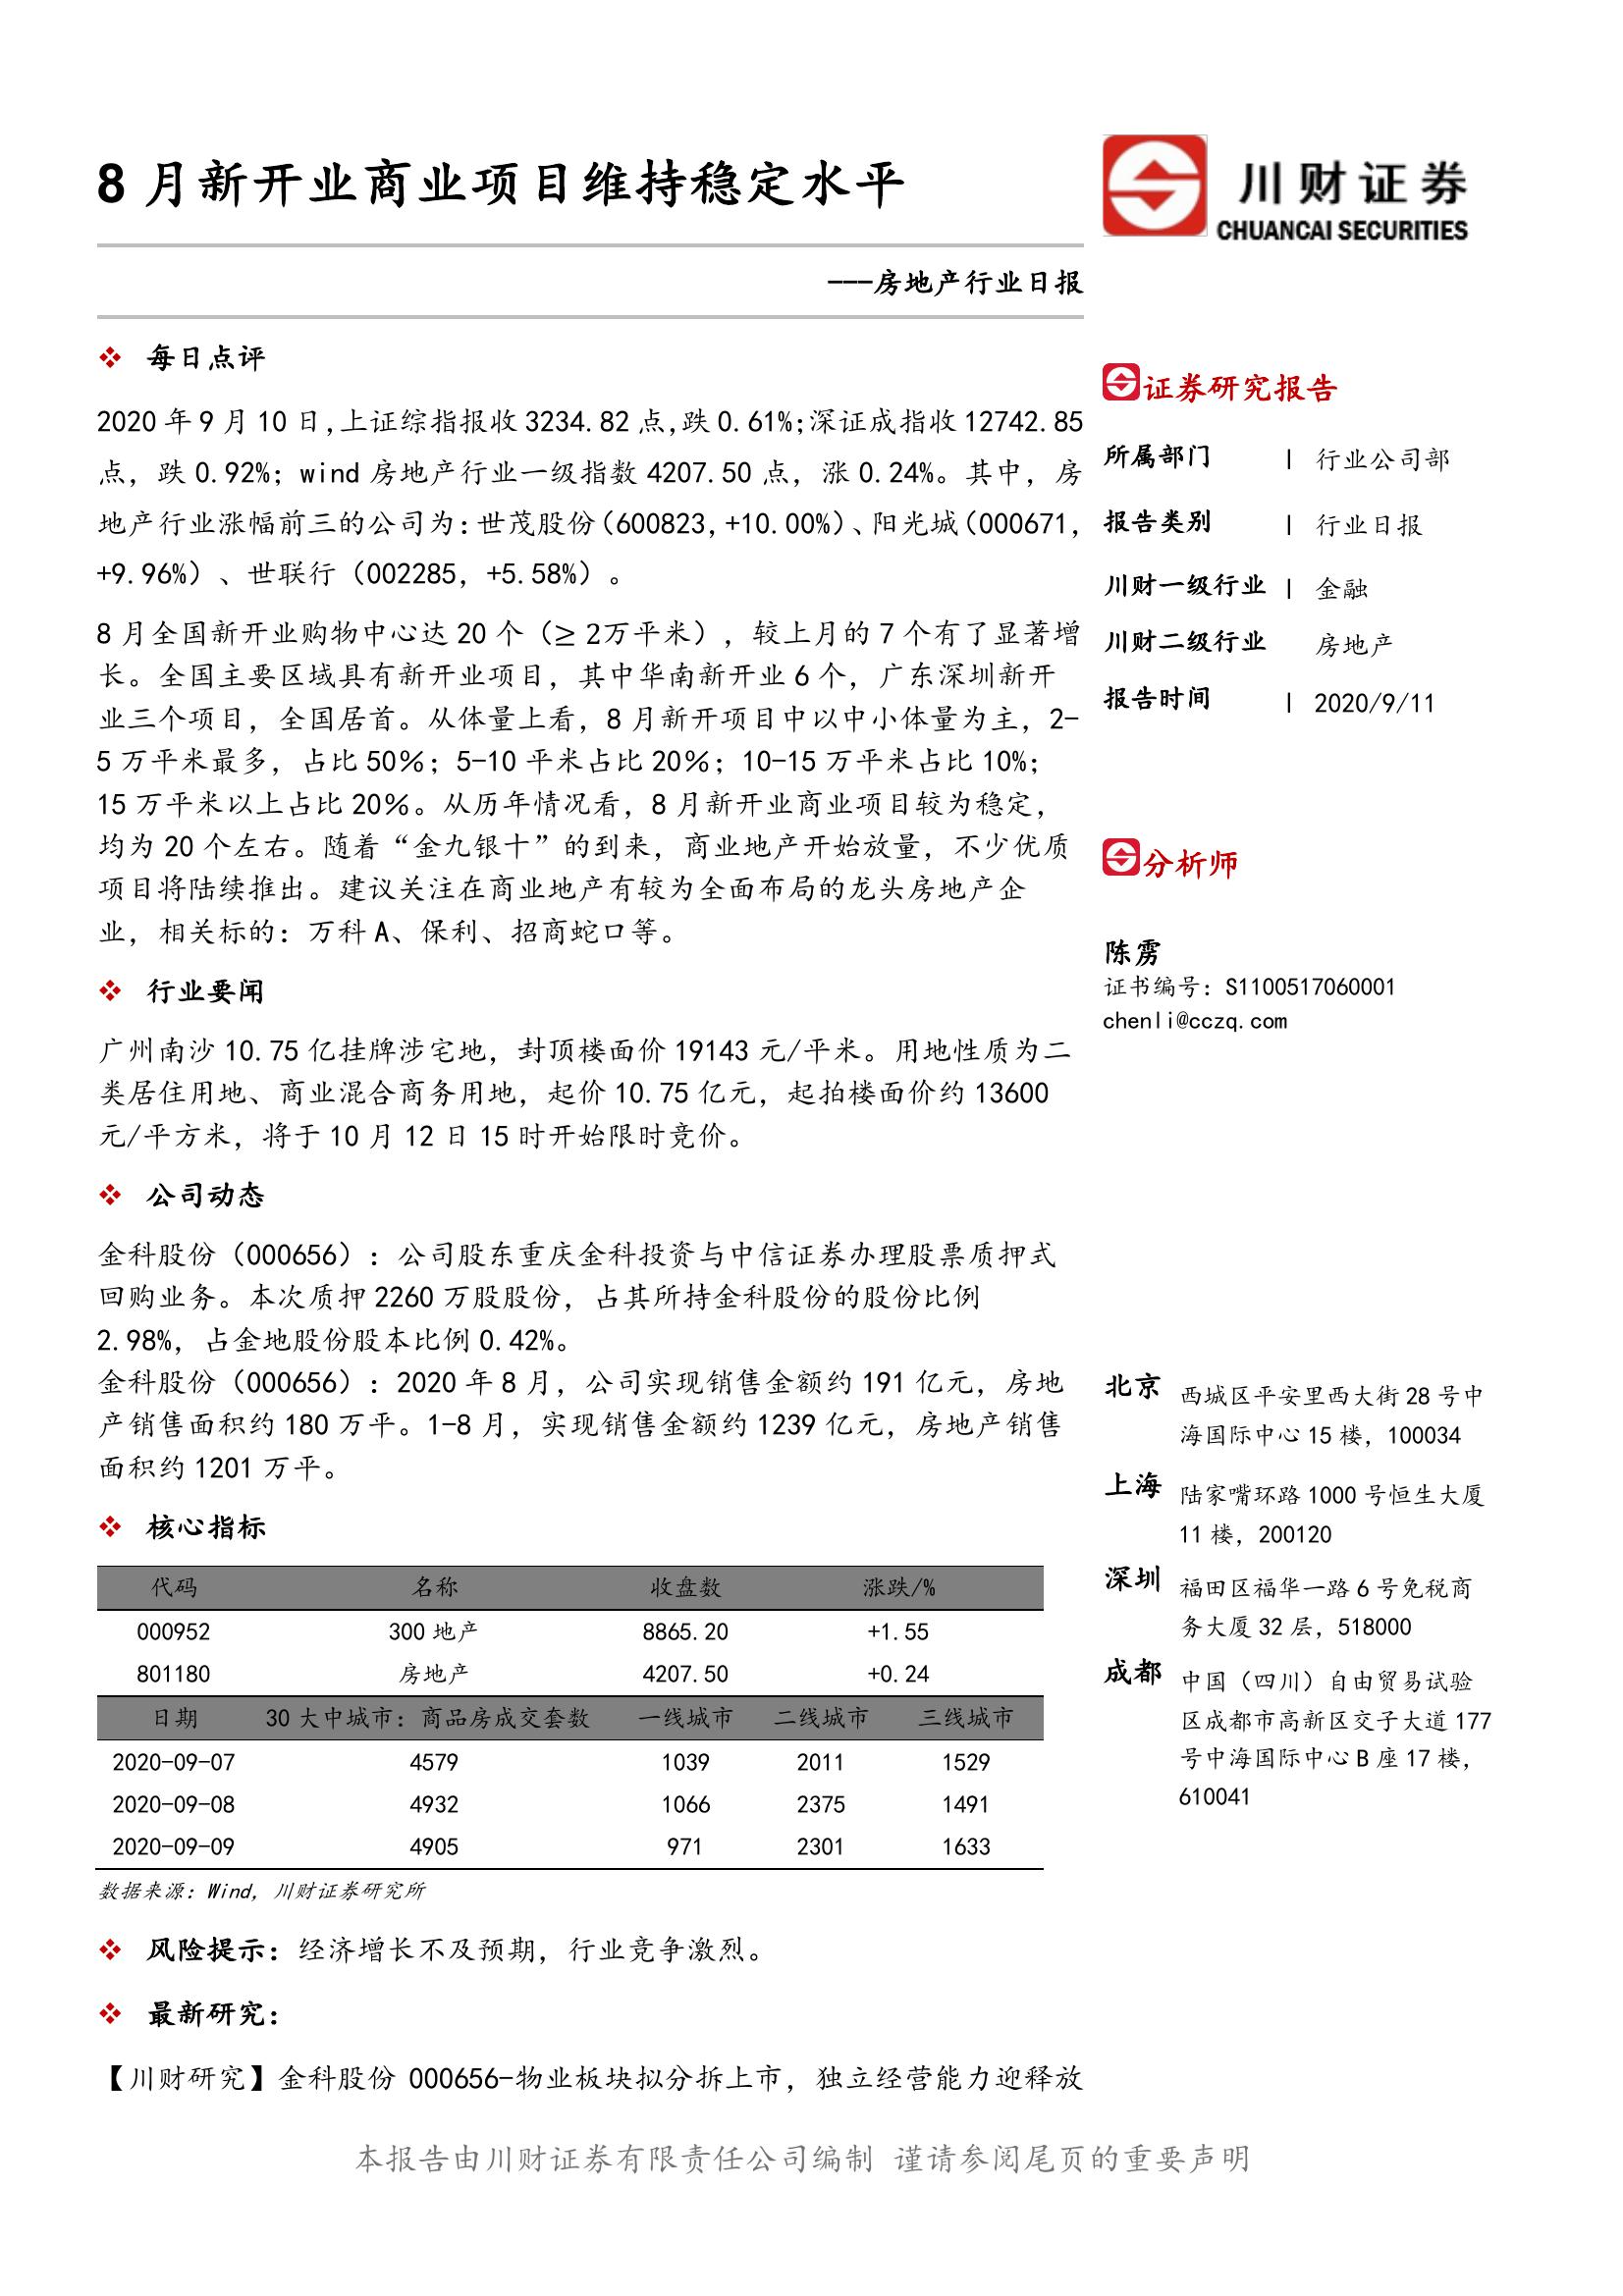 8 月新开业商业项目维持稳定水平
川财证券
CHUANCAI SECURITIES
---房地产行业日报
❖ 每日点评
2020 年 9 月 10 日,上证综指报收 3234.82 点,跌 0.61%;深证成指收 12742.85
点，跌 0.92%；wind 房地产行业一级指数 4207.50 点，涨 0.24%。其中，房
地产行业涨幅前三的公司为：世茂股份（600823，+10.00%）、阳光城（000671，
+9.96%）、世联行（002285，+5.58%）。
8 月全国新开业购物中心达 20 个（≥ 2万平米），较上月的 7 个有了显著增
长。全国主要区域具有新开业项目，其中华南新开业 6 个，广东深圳新开
业三个项目，全国居首。从体量上看，8 月新开项目中以中小体量为主，2-
5 万平米最多，占比 50％；5-10 平米占比 20％；10-15 万平米占比 10%；
15 万平米以上占比 20％。从历年情况看，8 月新开业商业项目较为稳定，
均为 20 个左右。随着“金九银十”的到来，商业地产开始放量，不少优质
项目将陆续推出。建议关注在商业地产有较为全面布局的龙头房地产企
业，相关标的：万科 A、保利、招商蛇口等。
❖ 行业要闻
广州南沙 10.75 亿挂牌涉宅地，封顶楼面价 19143 元/平米。用地性质为二
类居住用地、商业混合商务用地，起价 10.75 亿元，起拍楼面价约 13600
元/平方米，将于 10 月 12 日 15 时开始限时竞价。
❖ 公司动态
金科股份（000656）：公司股东重庆金科投资与中信证券办理股票质押式
回购业务。本次质押 2260 万股股份，占其所持金科股份的股份比例
2.98%，占金地股份股本比例 0.42%。
金科股份（000656）：2020 年 8 月，公司实现销售金额约 191 亿元，房地
产销售面积约 180 万平。1-8 月，实现销售金额约 1239 亿元，房地产销售
面积约 1201 万平。
❖ 核心指标
代码 名称 收盘数 涨跌/%
000952 300 地产 8865.20 +1.55
801180 房地产 4207.50 +0.24
日期 30 大中城市：商品房成交套数 一线城市 二线城市 三线城市
2020-09-07 4579 1039 2011 1529
2020-09-08 4932 1066 2375 1491
2020-09-09 4905 971 2301 1633
数据来源：Wind，川财证券研究所
❖ 风险提示：经济增长不及预期，行业竞争激烈。
❖ 最新研究：
【川财研究】金科股份 000656-物业板块拟分拆上市，独立经营能力迎释放
证券研究报告
所属部门 | 行业公司部
报告类别 | 行业日报
川财一级行业 | 金融
川财二级行业 房地产
报告时间 | 2020/9/11
分析师
陈雳
证书编号：S1100517060001
chenli@cczq.com
北京 西城区平安里西大街 28 号中
海国际中心 15 楼，100034
上海 陆家嘴环路 1000 号恒生大厦
11 楼，200120
深圳 福田区福华一路 6 号免税商
务大厦 32 层，518000
成都 中国（四川）自由贸易试验
区成都市高新区交子大道 177
号中海国际中心 B 座 17 楼，
610041
本报告由川财证券有限责任公司编制 谨请参阅尾页的重要声明